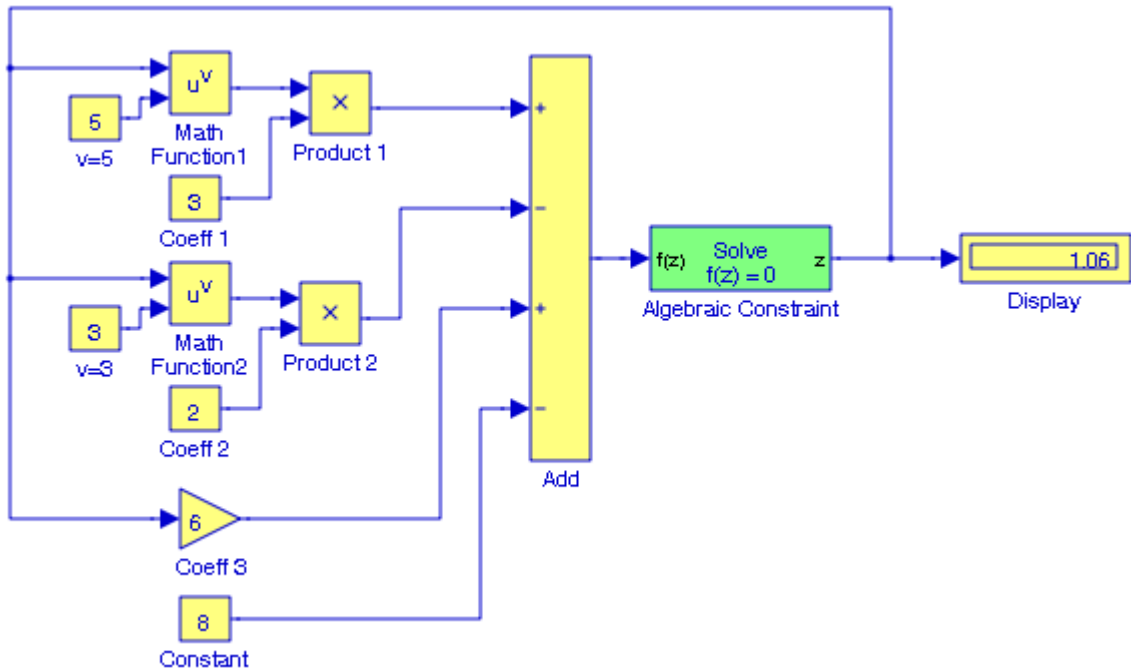 u^v
5
v=5
Math
Function1
×
Product 1
3
Coeff 1
u^v
3
v=3
Math
Function2
×
Product 2
2
Coeff 2
6
Coeff 3
8
Constant
+
−
+
−
Add
f(z)
Solve
f(z) = 0
z
Algebraic Constraint
1.06
Display